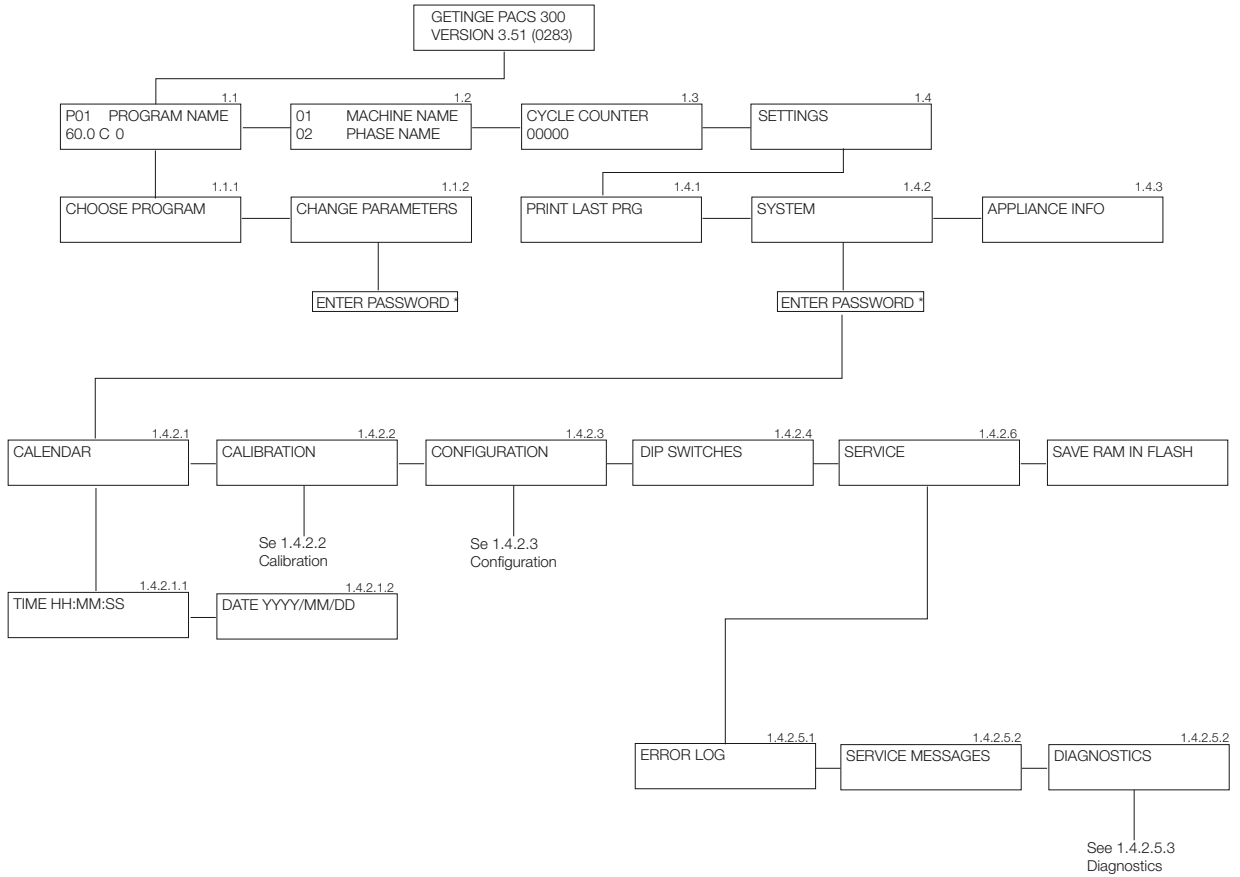 GETINGE PACS 300
VERSION 3.51 (0283)
1.1
P01 PROGRAM NAME
60.0 C 0
1.2
01 MACHINE NAME
02 PHASE NAME
1.3
CYCLE COUNTER
00000
1.4
SETTINGS
1.1.1
CHOOSE PROGRAM
1.1.2
CHANGE PARAMETERS
1.4.1
PRINT LAST PRG
1.4.2
SYSTEM
1.4.3
APPLIANCE INFO
ENTER PASSWORD *
ENTER PASSWORD *
1.4.2.1
CALENDAR
1.4.2.2
CALIBRATION
1.4.2.3
CONFIGURATION
1.4.2.4
DIP SWITCHES
1.4.2.6
SERVICE
SAVE RAM IN FLASH
Se 1.4.2.2
Calibration
Se 1.4.2.3
Configuration
1.4.2.1.1
TIME HH:MM:SS
1.4.2.1.2
DATE YYYY/MM/DD
1.4.2.5.1
ERROR LOG
1.4.2.5.2
SERVICE MESSAGES
1.4.2.5.2
DIAGNOSTICS
See 1.4.2.5.3
Diagnostics